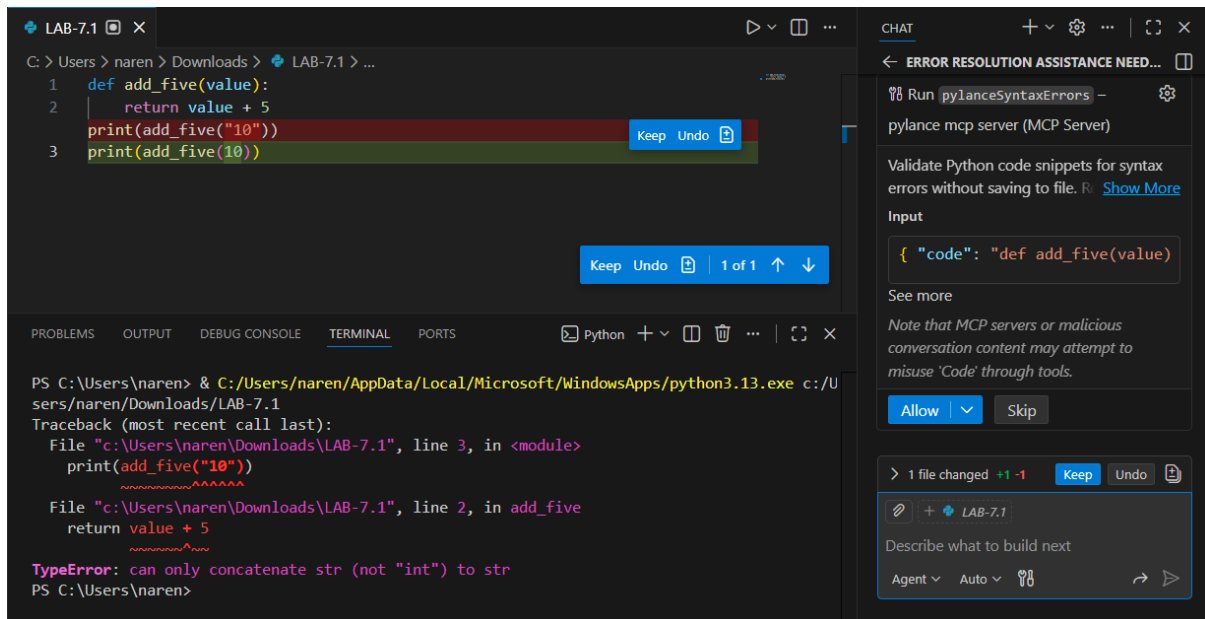 LAB-7.1
C: > Users > naren > Downloads > LAB-7.1 > ...
1 def add_five(value):
2 return value + 5
print(add_five("10"))
3 print(add_five(10))
Keep Undo
Keep Undo 1 of 1
PROBLEMS OUTPUT DEBUG CONSOLE TERMINAL PORTS
Python
PS C:\Users\naren> & C:/Users/naren/AppData/Local/Microsoft/WindowsApps/python3.13.exe c:/U
sers/naren/Downloads/LAB-7.1
Traceback (most recent call last):
File "c:\Users\naren\Downloads\LAB-7.1", line 3, in <module>
print(add_five("10"))
~~~~~~~~^^^^^^
File "c:\Users\naren\Downloads\LAB-7.1", line 2, in add_five
return value + 5
~~~~~~^~~
TypeError: can only concatenate str (not "int") to str
PS C:\Users\naren>
CHAT
ERROR RESOLUTION ASSISTANCE NEED...
Run pylanceSyntaxErrors –
pylance mcp server (MCP Server)
Validate Python code snippets for syntax
errors without saving to file. Show More
Input
{ "code": "def add_five(value)
See more
Note that MCP servers or malicious
conversation content may attempt to
misuse 'Code' through tools.
Allow Skip
1 file changed +1 -1 Keep Undo
LAB-7.1
Describe what to build next
Agent Auto